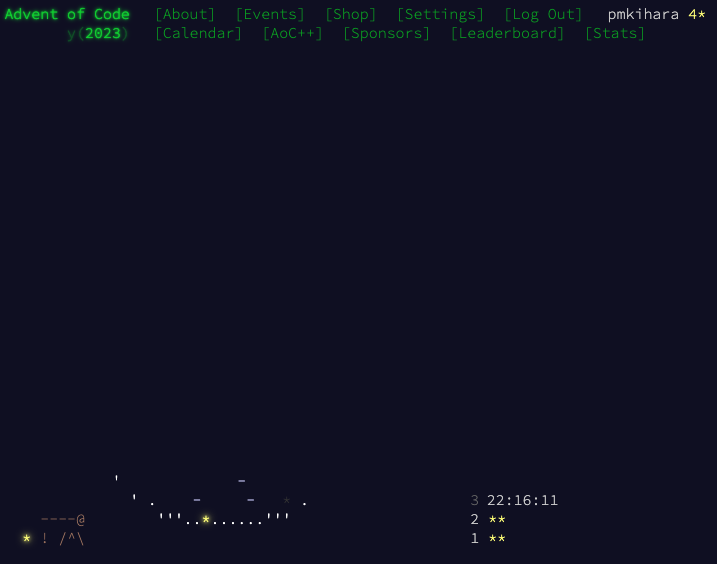 Advent of Code [About] [Events] [Shop] [Settings] [Log Out] pmkihara 4*
y(2023) [Calendar] [AoC++] [Sponsors] [Leaderboard] [Stats]
' -
' . - - * . 3 22:16:11
----@ '''..*......''' 2 **
* ! /^\ 1 **